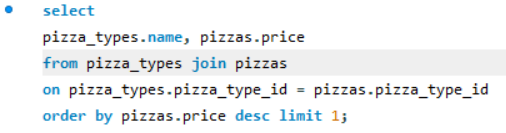 select
pizza_types.name, pizzas.price
from pizza_types join pizzas
on pizza_types.pizza_type_id = pizzas.pizza_type_id
order by pizzas.price desc limit 1;